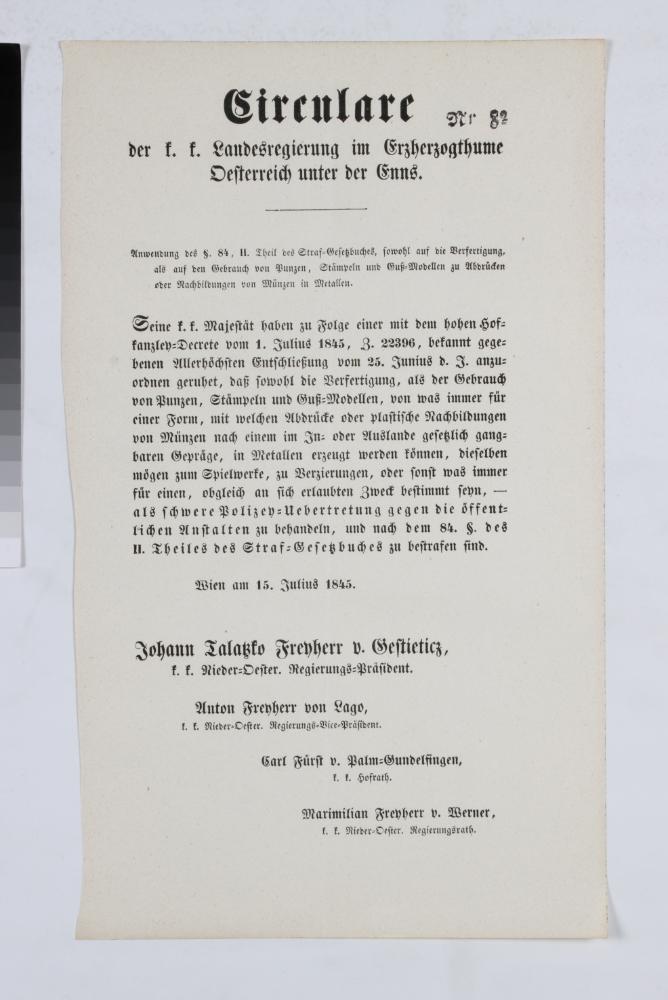 Circulare
Nr 82
der k. k. Landesregierung im Erzherzogthume
Oesterreich unter der Enns.
Anwendung des §. 84, II. Theil des Straf-Gesetzbuches, sowohl auf die Verfertigung,
als auf den Gebrauch von Punzen, Stämpeln und Guß-Modellen zu Abdrücken
oder Nachbildungen von Münzen in Metallen.
Seine k. k. Majestät haben zu Folge einer mit dem hohen Hof-
kanzley-Decrete vom 1. Julius 1845, Z. 22396, bekannt gege-
benen Allerhöchsten Entschließung vom 25. Junius d. J. anzu-
ordnen geruhet, daß sowohl die Verfertigung, als der Gebrauch
von Punzen, Stämpeln und Guß-Modellen, von was immer für
einer Form, mit welchen Abdrücke oder plastische Nachbildungen
von Münzen nach einem im In- oder Auslande gesetzlich gang-
baren Gepräge, in Metallen erzeugt werden können, dieselben
mögen zum Spielwerke, zu Verzierungen, oder sonst was immer
für einen, obgleich an sich erlaubten Zweck bestimmt seyn, —
als schwere Polizey-Uebertretung gegen die öffent-
lichen Anstalten zu behandeln, und nach dem 84. §. des
II. Theiles des Straf-Gesetzbuches zu bestrafen sind.
Wien am 15. Julius 1845.
Johann Talatzko Freyherr v. Gestieticz,
k. k. Nieder-Oester. Regierungs-Präsident.
Anton Freyherr von Lago,
k. k. Nieder-Oester. Regierungs-Vice-Präsident.
Carl Fürst v. Palm-Gundelfingen,
k. k. Hofrath.
Maximilian Freyherr v. Werner,
k. k. Nieder-Oester. Regierungsrath.